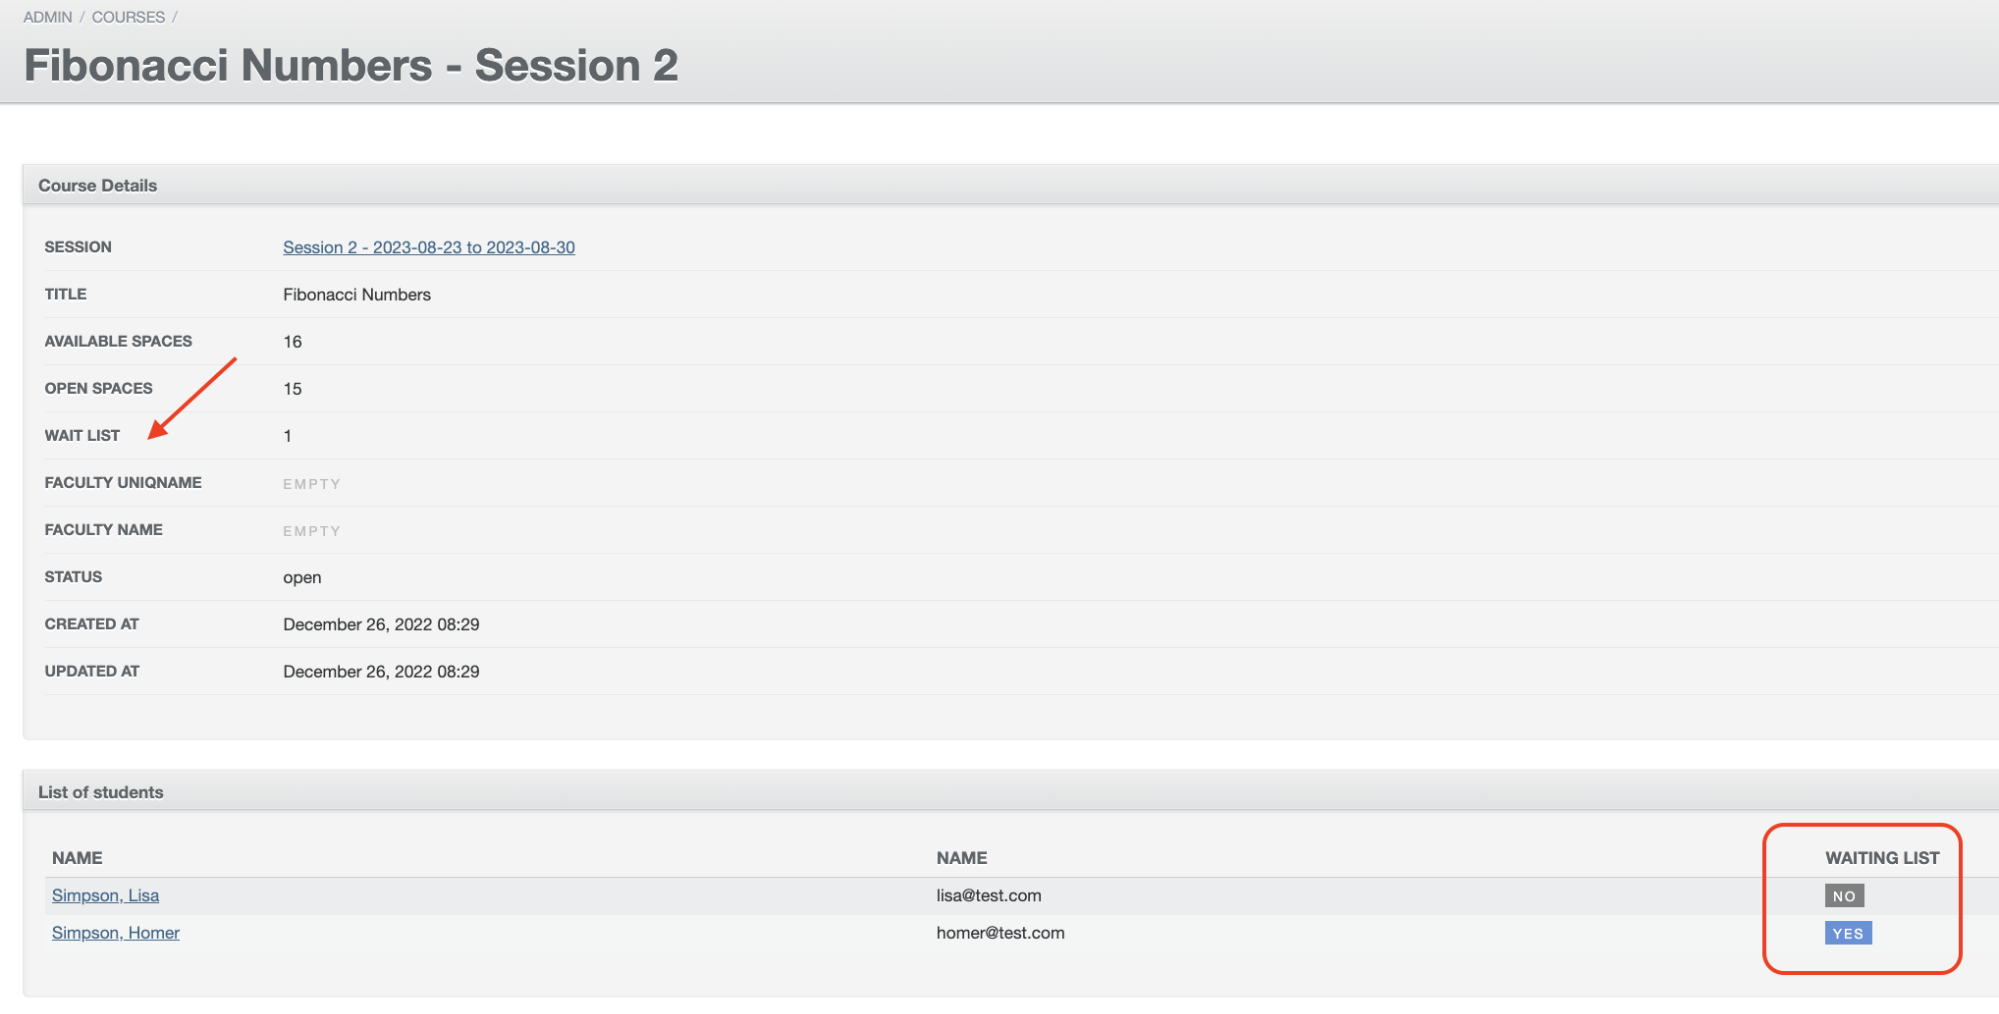 ADMIN / COURSES /
Fibonacci Numbers - Session 2
Course Details
SESSION Session 2 - 2023-08-23 to 2023-08-30
TITLE Fibonacci Numbers
AVAILABLE SPACES 16
OPEN SPACES 15
WAIT LIST 1
FACULTY UNIQNAME EMPTY
FACULTY NAME EMPTY
STATUS open
CREATED AT December 26, 2022 08:29
UPDATED AT December 26, 2022 08:29
List of students
NAME NAME WAITING LIST
Simpson, Lisa lisa@test.com NO
Simpson, Homer homer@test.com YES